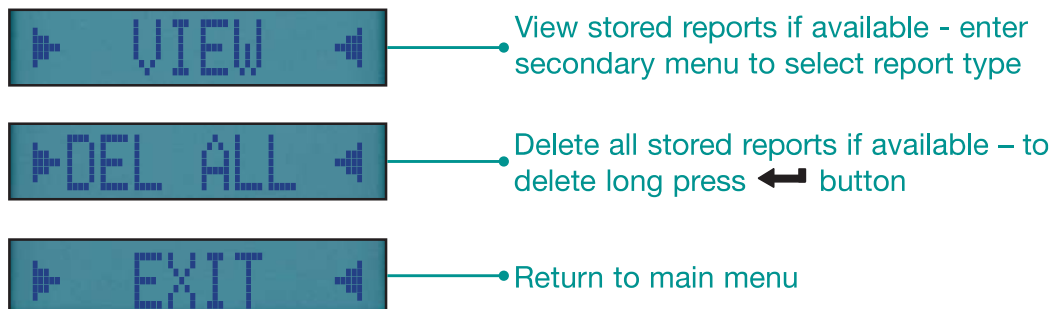 VIEW
View stored reports if available - enter
secondary menu to select report type
DEL ALL
Delete all stored reports if available – to
delete long press button
EXIT
Return to main menu